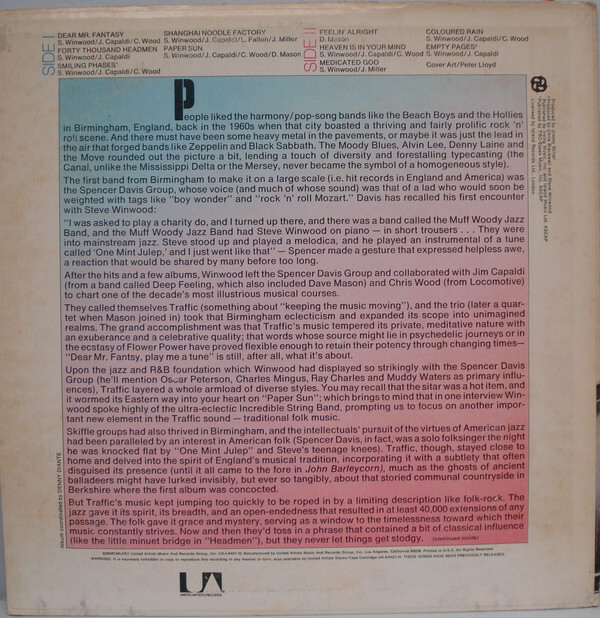 SIDE I
DEAR MR. FANTASY
S. Winwood/J. Capaldi/C. Wood
FORTY THOUSAND HEADMEN
S. Winwood/J. Capaldi
SMILING PHASES*
S. Winwood/J. Capaldi/C. Wood
SHANGHAI NOODLE FACTORY
S. Winwood/J. Capaldi/L. Fallon/J. Miller
PAPER SUN
S. Winwood/J. Capaldi/C. Wood/D. Mason
SIDE II
FEELIN' ALRIGHT
D. Mason
HEAVEN IS IN YOUR MIND
S. Winwood/J. Capaldi/C. Wood
MEDICATED GOO
S. Winwood/J. Miller
COLOURED RAIN
S. Winwood/J. Capaldi/C. Wood
EMPTY PAGES†
S. Winwood/J. Capaldi
Cover Art/Peter Lloyd
People liked the harmony/pop-song bands like the Beach Boys and the Hollies
in Birmingham, England, back in the 1960s when that city boasted a thriving and fairly prolific rock 'n'
roll scene. And there must have been some heavy metal in the pavements, or maybe it was just the lead in
the air that forged bands like Zeppelin and Black Sabbath. The Moody Blues, Alvin Lee, Denny Laine and
the Move rounded out the picture a bit, lending a touch of diversity and forestalling typecasting (the
Canal, unlike the Mississippi Delta or the Mersey, never became the symbol of a homogeneous style).
The first band from Birmingham to make it on a large scale (i.e. hit records in England and America) was
the Spencer Davis Group, whose voice (and much of whose sound) was that of a lad who would soon be
weighted with tags like "boy wonder" and "rock 'n' roll Mozart." Davis has recalled his first encounter
with Steve Winwood:
"I was asked to play a charity do, and I turned up there, and there was a band called the Muff Woody Jazz
Band, and the Muff Woody Jazz Band had Steve Winwood on piano — in short trousers . . . They were
into mainstream jazz. Steve stood up and played a melodica, and he played an instrumental of a tune
called 'One Mint Julep,' and I just went like that" — Spencer made a gesture that expressed helpless awe,
a reaction that would be shared by many before too long.
After the hits and a few albums, Winwood left the Spencer Davis Group and collaborated with Jim Capaldi
(from a band called Deep Feeling, which also included Dave Mason) and Chris Wood (from Locomotive)
to chart one of the decade's most illustrious musical courses.
They called themselves Traffic (something about "keeping the music moving"), and the trio (later a quar-
tet when Mason joined in) took that Birmingham eclecticism and expanded its scope into unimagined
realms. The grand accomplishment was that Traffic's music tempered its private, meditative nature with
an exuberance and a celebrative quality; that words whose source might lie in psychedelic journeys or in
the ecstasy of Flower Power have proved flexible enough to retain their potency through changing times—
"Dear Mr. Fantsy, play me a tune" is still, after all, what it's about.
Upon the jazz and R&B foundation which Winwood had displayed so strikingly with the Spencer Davis
Group (he'll mention Oscar Peterson, Charles Mingus, Ray Charles and Muddy Waters as primary influ-
ences), Traffic layered a whole armload of diverse styles. You may recall that the sitar was a hot item, and
it wormed its Eastern way into your heart on "Paper Sun"; which brings to mind that in one interview Win-
wood spoke highly of the ultra-eclectic Incredible String Band, prompting us to focus on another impor-
tant new element in the Traffic sound — traditional folk music.
Skiffle groups had also thrived in Birmingham, and the intellectuals' pursuit of the virtues of American jazz
had been paralleled by an interest in American folk (Spencer Davis, in fact, was a solo folksinger the night
he was knocked flat by "One Mint Julep" and Steve's teenage knees). Traffic, though, stayed close to
home and delved into the spirit of England's musical tradition, incorporating it with a subtlety that often
disguised its presence (until it all came to the fore in John Barleycorn), much as the ghosts of ancient
balladeers might have lurked invisibly, but ever so tangibly, about that storied communal countryside in
Berkshire where the first album was concocted.
But Traffic's music kept jumping too quickly to be roped in by a limiting description like folk-rock. The
jazz gave it its spirit, its breadth, and an open-endedness that resulted in at least 40,000 extensions of any
passage. The folk gave it grace and mystery, serving as a window to the timelessness toward which their
music constantly strives. Now and then they'd toss in a phrase that contained a bit of classical influence
(like the little minuet bridge in "Headmen"), but they never let things get stodgy.
(continued inside)
Album coordinated by DENNY DIANTE
Produced by Jimmy Miller
UA
UNITED ARTISTS RECORDS